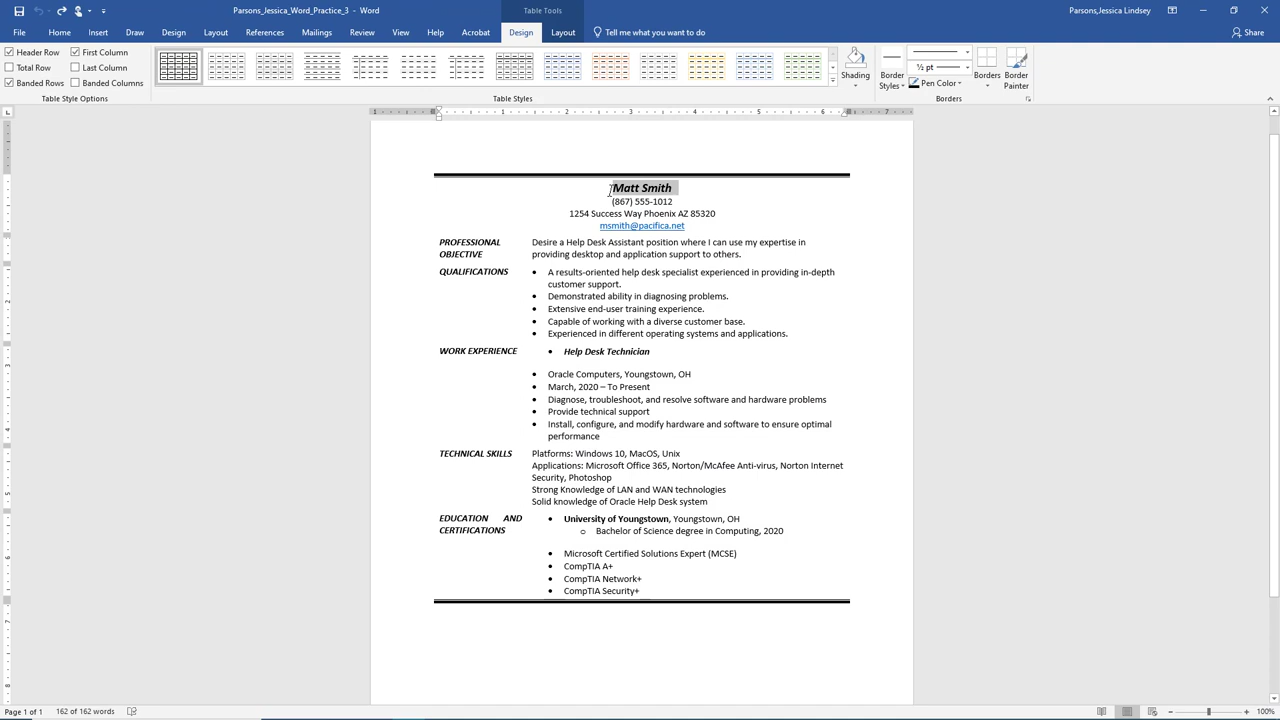 Parsons_Jessica_Word_Practice_3 - Word
Table Tools
Parsons,Jessica Lindsey
File Home Insert Draw Design Layout References Mailings Review View Help Acrobat Design Layout Tell me what you want to do Share
Header Row First Column
Total Row Last Column
Banded Rows Banded Columns
Table Style Options
Table Styles
Shading
Border Styles
½ pt
Pen Color
Borders
Border Painter
Borders
1 1 2 3 4 5 6 7
Matt Smith
(867) 555-1012
1254 Success Way Phoenix AZ 85320
msmith@pacifica.net
PROFESSIONAL OBJECTIVE
Desire a Help Desk Assistant position where I can use my expertise in
providing desktop and application support to others.
QUALIFICATIONS
• A results-oriented help desk specialist experienced in providing in-depth
customer support.
• Demonstrated ability in diagnosing problems.
• Extensive end-user training experience.
• Capable of working with a diverse customer base.
• Experienced in different operating systems and applications.
WORK EXPERIENCE
• Help Desk Technician
• Oracle Computers, Youngstown, OH
• March, 2020 – To Present
• Diagnose, troubleshoot, and resolve software and hardware problems
• Provide technical support
• Install, configure, and modify hardware and software to ensure optimal
performance
TECHNICAL SKILLS
Platforms: Windows 10, MacOS, Unix
Applications: Microsoft Office 365, Norton/McAfee Anti-virus, Norton Internet
Security, Photoshop
Strong Knowledge of LAN and WAN technologies
Solid knowledge of Oracle Help Desk system
EDUCATION AND CERTIFICATIONS
• University of Youngstown, Youngstown, OH
o Bachelor of Science degree in Computing, 2020
• Microsoft Certified Solutions Expert (MCSE)
• CompTIA A+
• CompTIA Network+
• CompTIA Security+
Page 1 of 1 162 of 162 words
100%